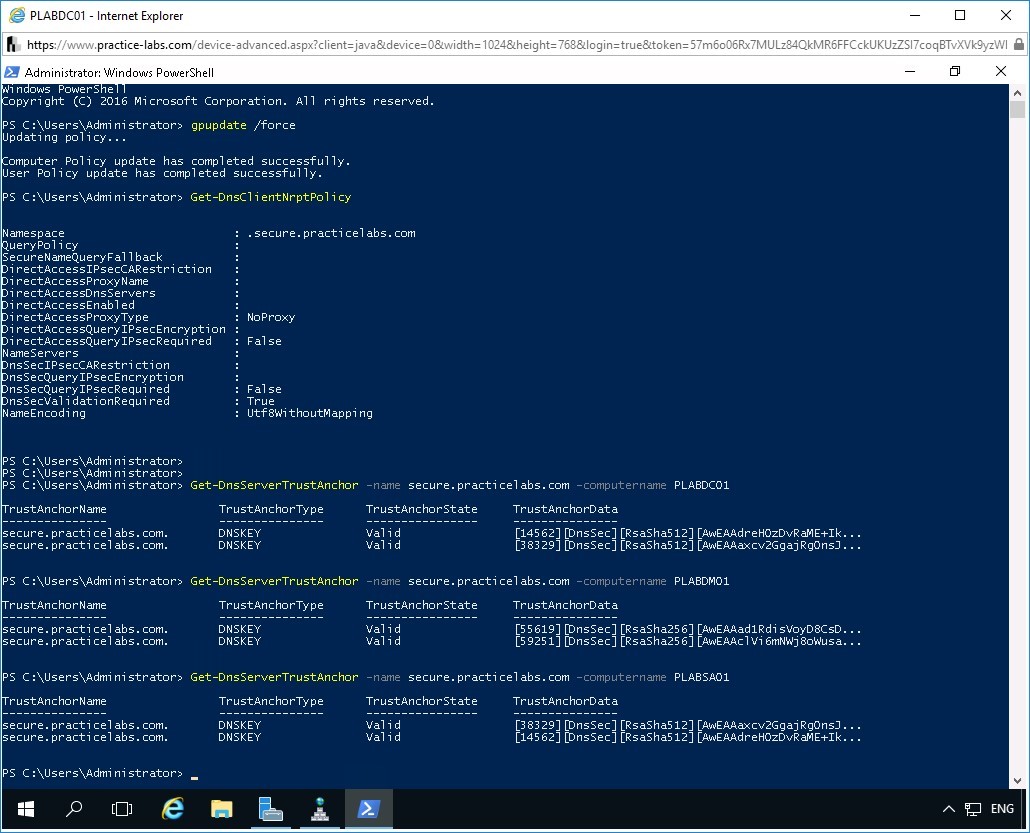 PLABDC01 - Internet Explorer
https://www.practice-labs.com/device-advanced.aspx?client=java&device=0&width=1024&height=768&login=true&token=57m6o06Rx7MULz84QkMR6FFCckUKUzZSI7coqBTvXVk9yzWl
Administrator: Windows PowerShell
Windows PowerShell
Copyright (C) 2016 Microsoft Corporation. All rights reserved.
PS C:\Users\Administrator> gpupdate /force
Updating policy...
Computer Policy update has completed successfully.
User Policy update has completed successfully.
PS C:\Users\Administrator> Get-DnsClientNrptPolicy
Namespace : .secure.practicelabs.com
QueryPolicy :
SecureNameQueryFallback :
DirectAccessIPsecCARestriction :
DirectAccessProxyName :
DirectAccessDnsServers :
DirectAccessEnabled :
DirectAccessProxyType : NoProxy
DirectAccessQueryIPsecEncryption :
DirectAccessQueryIPsecRequired : False
NameServers :
DnsSecIPsecCARestriction :
DnsSecQueryIPsecEncryption :
DnsSecQueryIPsecRequired : False
DnsSecValidationRequired : True
NameEncoding : Utf8WithoutMapping
PS C:\Users\Administrator>
PS C:\Users\Administrator>
PS C:\Users\Administrator> Get-DnsServerTrustAnchor -name secure.practicelabs.com -computername PLABDC01
TrustAnchorName TrustAnchorType TrustAnchorState TrustAnchorData
--------------- --------------- ---------------- ---------------
secure.practicelabs.com. DNSKEY Valid [14562][DnsSec][RsaSha512][AwEAAdreHOzDvRaME+Ik...
secure.practicelabs.com. DNSKEY Valid [38329][DnsSec][RsaSha512][AwEAAaxcv2GgajRgOnsJ...
PS C:\Users\Administrator> Get-DnsServerTrustAnchor -name secure.practicelabs.com -computername PLABDM01
TrustAnchorName TrustAnchorType TrustAnchorState TrustAnchorData
--------------- --------------- ---------------- ---------------
secure.practicelabs.com. DNSKEY Valid [55619][DnsSec][RsaSha256][AwEAAad1RdisVoyD8CsD...
secure.practicelabs.com. DNSKEY Valid [59251][DnsSec][RsaSha256][AwEAAclVi6mNWj8oWusa...
PS C:\Users\Administrator> Get-DnsServerTrustAnchor -name secure.practicelabs.com -computername PLABSA01
TrustAnchorName TrustAnchorType TrustAnchorState TrustAnchorData
--------------- --------------- ---------------- ---------------
secure.practicelabs.com. DNSKEY Valid [38329][DnsSec][RsaSha512][AwEAAaxcv2GgajRgOnsJ...
secure.practicelabs.com. DNSKEY Valid [14562][DnsSec][RsaSha512][AwEAAdreHOzDvRaME+Ik...
PS C:\Users\Administrator> _
ENG